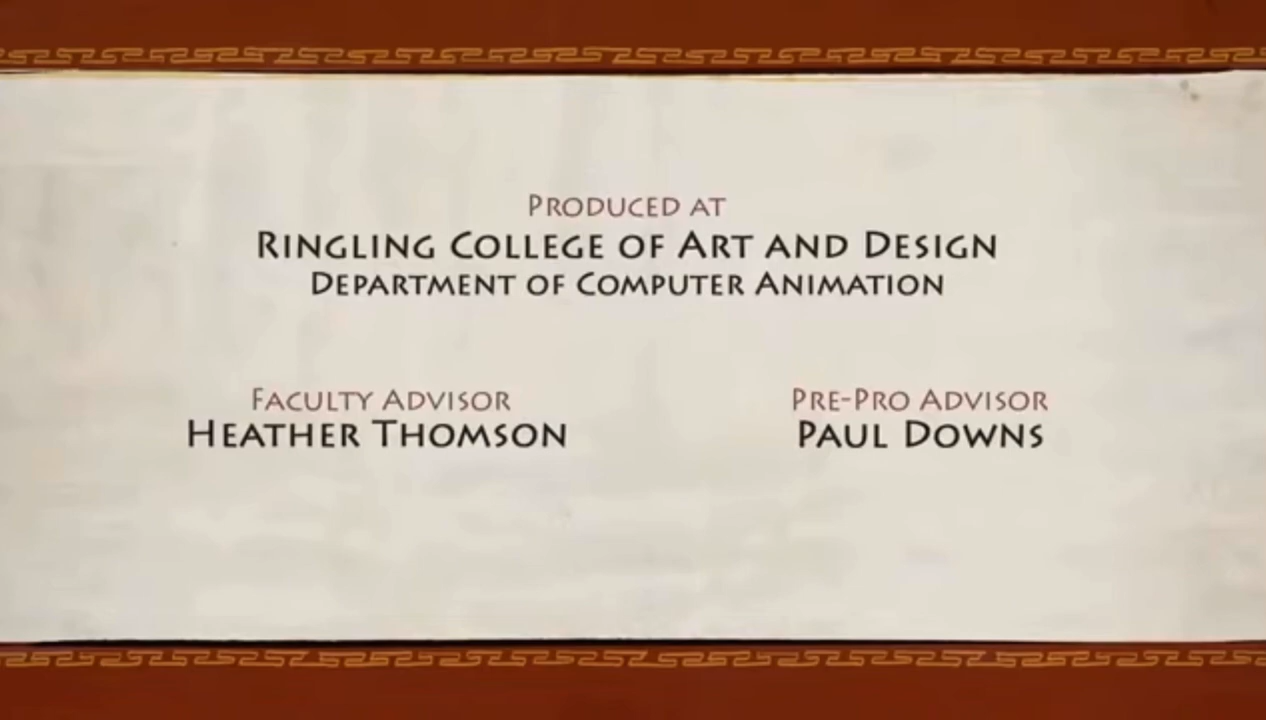 Produced at
Ringling College of Art and Design
Department of Computer Animation
Faculty Advisor
Heather Thomson
Pre-Pro Advisor
Paul Downs